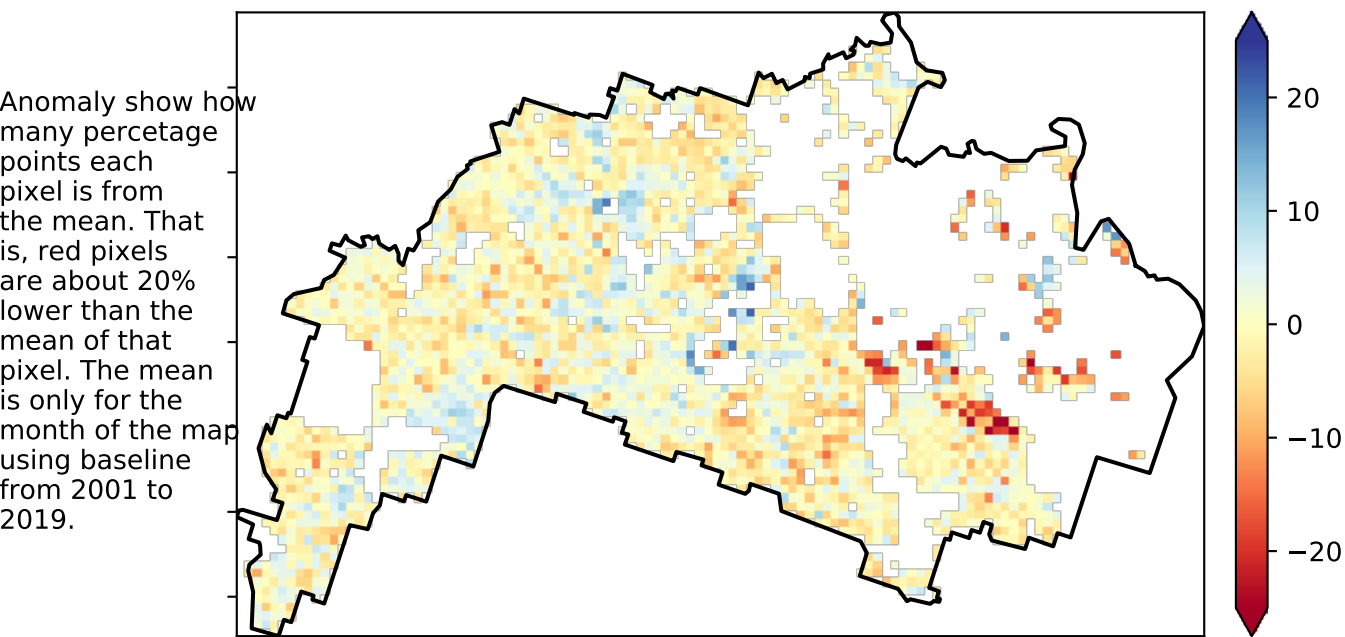 Anomaly show how
many percetage
points each
pixel is from
the mean. That
is, red pixels
are about 20%
lower than the
mean of that
pixel. The mean
is only for the
month of the map
using baseline
from 2001 to
2019.
20
10
0
−10
−20